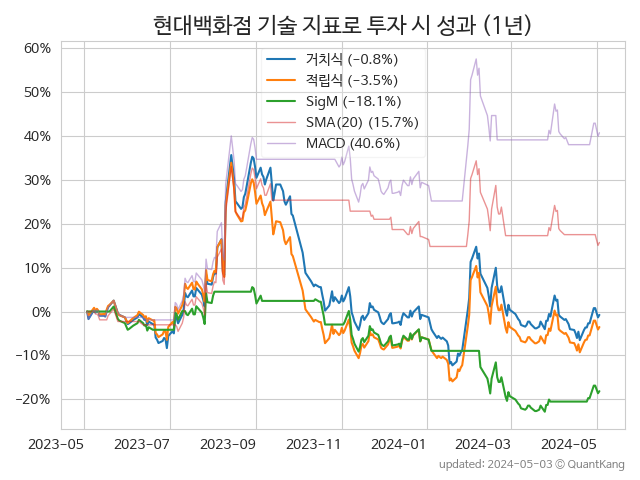 현대백화점 기술 지표로 투자 시 성과 (1년)
60%
50%
40%
30%
20%
10%
0%
−10%
−20%
거치식 (−0.8%)
적립식 (−3.5%)
SigM (−18.1%)
SMA(20) (15.7%)
MACD (40.6%)
2023-05 2023-07 2023-09 2023-11 2024-01 2024-03 2024-05
updated: 2024-05-03 © QuantKang